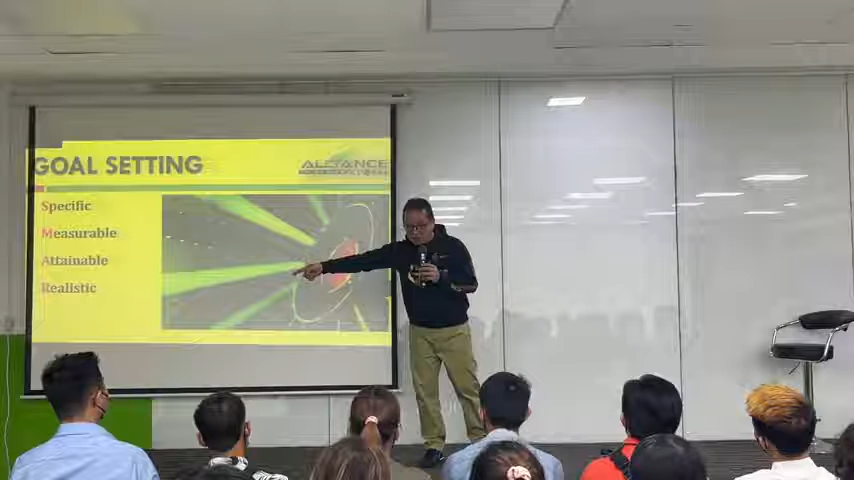 GOAL SETTING
ALLIANCE
Specific
Measurable
Attainable
Realistic